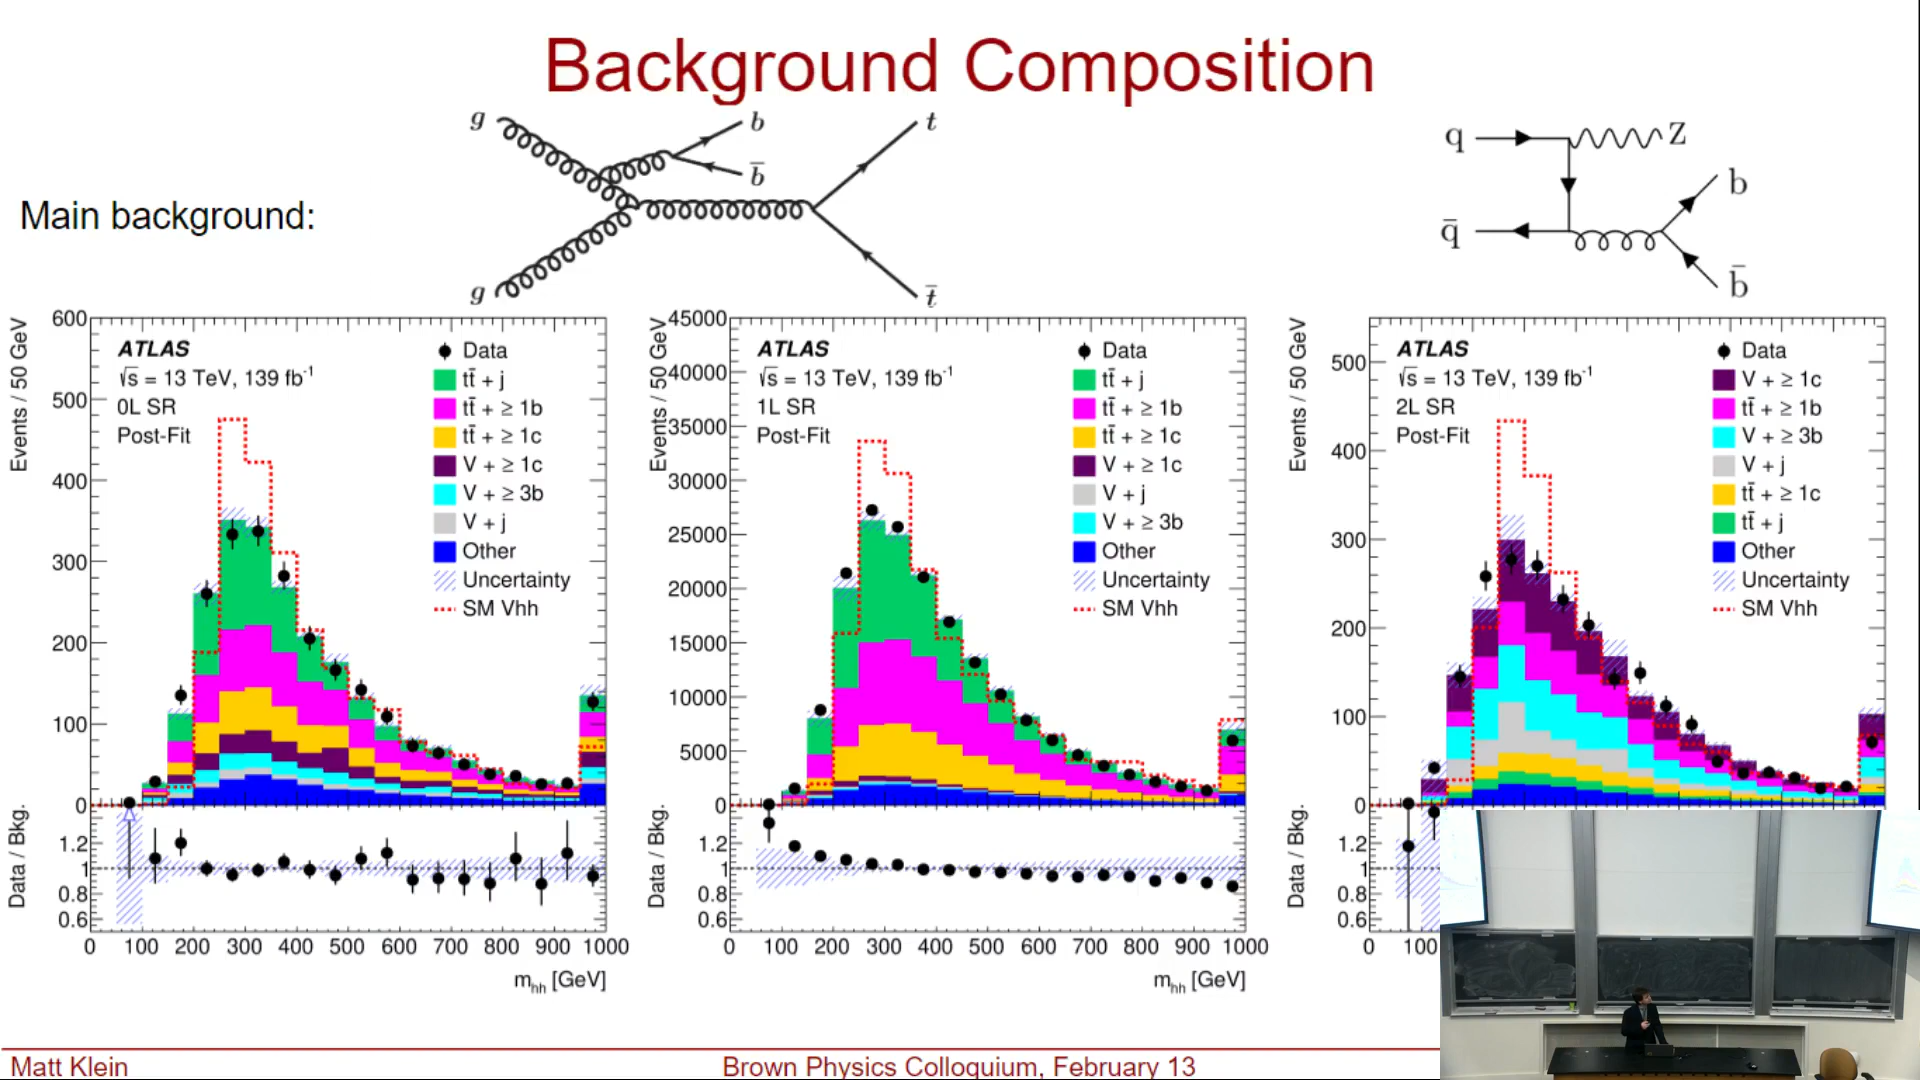 Background Composition
Main background:
g
b
b̄
t
g
t̄
q
Z
q̄
b
b̄
Events / 50 GeV
600
500
400
300
200
100
0
ATLAS
√s = 13 TeV, 139 fb⁻¹
0L SR
Post-Fit
Data
tt̄ + j
tt̄ + ≥ 1b
tt̄ + ≥ 1c
V + ≥ 1c
V + ≥ 3b
V + j
Other
Uncertainty
SM Vhh
Data / Bkg.
1.2
1
0.8
0.6
0 100 200 300 400 500 600 700 800 900 1000
m_hh [GeV]
Events / 50 GeV
45000
40000
35000
30000
25000
20000
15000
10000
5000
0
ATLAS
√s = 13 TeV, 139 fb⁻¹
1L SR
Post-Fit
Data
tt̄ + j
tt̄ + ≥ 1b
tt̄ + ≥ 1c
V + ≥ 1c
V + j
V + ≥ 3b
Other
Uncertainty
SM Vhh
Data / Bkg.
1.2
1
0.8
0.6
0 100 200 300 400 500 600 700 800 900 1000
m_hh [GeV]
Events / 50 GeV
500
400
300
200
100
0
ATLAS
√s = 13 TeV, 139 fb⁻¹
2L SR
Post-Fit
Data
V + ≥ 1c
tt̄ + ≥ 1b
V + ≥ 3b
V + j
tt̄ + ≥ 1c
tt̄ + j
Other
Uncertainty
SM Vhh
Data / Bkg.
1.2
1
0.8
0.6
0 100
Matt Klein
Brown Physics Colloquium, February 13